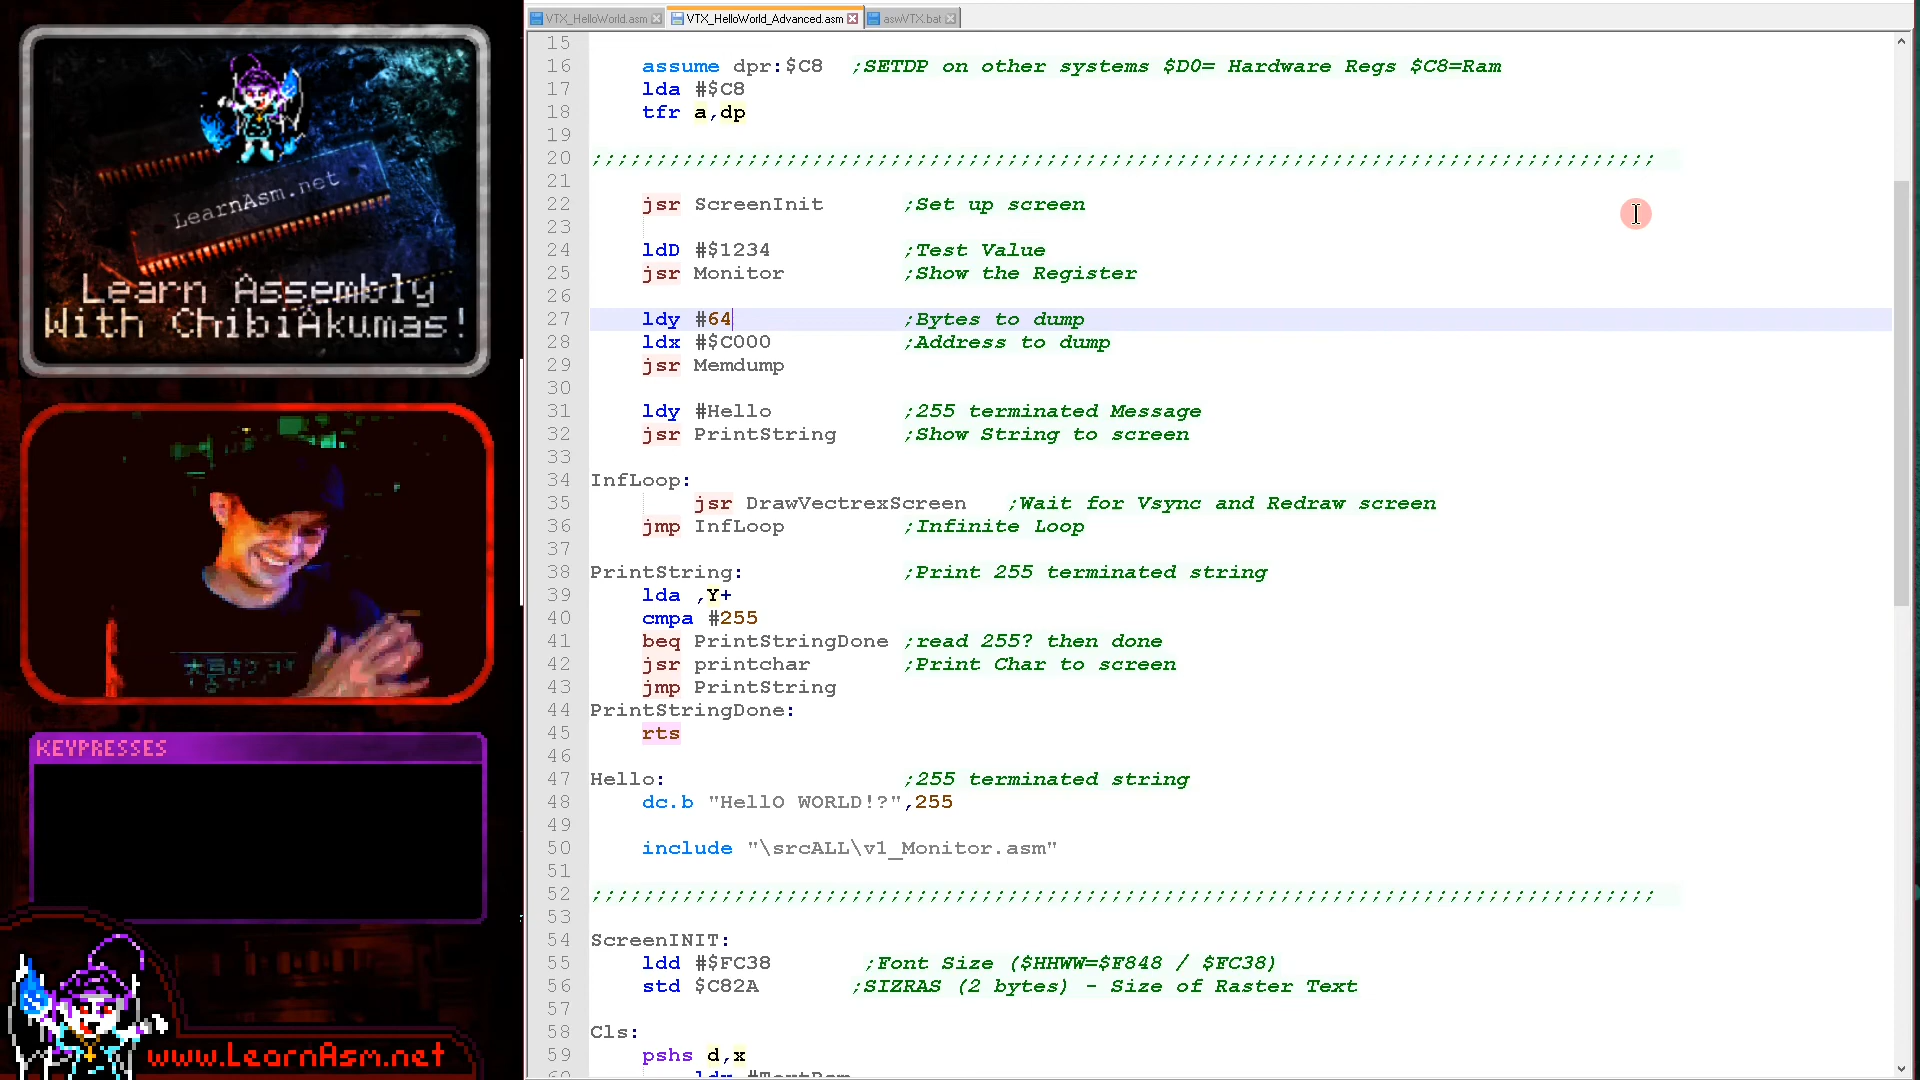 LearnAsm.net
Learn Assembly
With ChibiAkumas!
KEYPRESSES
www.LearnAsm.net
VTX_HelloWorld.asm
VTX_HelloWorld_Advanced.asm
aswVTX.bat
15
16 assume dpr:$C8 ;SETDP on other systems $D0= Hardware Regs $C8=Ram
17 lda #$C8
18 tfr a,dp
19
20 ;;;;;;;;;;;;;;;;;;;;;;;;;;;;;;;;;;;;;;;;;;;;;;;;;;;;;;;;;;;;;;;;;;;;;;;;;;;;;;;;;;
21
22 jsr ScreenInit ;Set up screen
23
24 ldD #$1234 ;Test Value
25 jsr Monitor ;Show the Register
26
27 ldy #64 ;Bytes to dump
28 ldx #$C000 ;Address to dump
29 jsr Memdump
30
31 ldy #Hello ;255 terminated Message
32 jsr PrintString ;Show String to screen
33
34 InfLoop:
35 jsr DrawVectrexScreen ;Wait for Vsync and Redraw screen
36 jmp InfLoop ;Infinite Loop
37
38 PrintString: ;Print 255 terminated string
39 lda ,Y+
40 cmpa #255
41 beq PrintStringDone ;read 255? then done
42 jsr printchar ;Print Char to screen
43 jmp PrintString
44 PrintStringDone:
45 rts
46
47 Hello: ;255 terminated string
48 dc.b "HellO WORLD!?",255
49
50 include "\srcALL\v1_Monitor.asm"
51
52 ;;;;;;;;;;;;;;;;;;;;;;;;;;;;;;;;;;;;;;;;;;;;;;;;;;;;;;;;;;;;;;;;;;;;;;;;;;;;;;;;;;
53
54 ScreenINIT:
55 ldd #$FC38 ;Font Size ($HHWW=$F848 / $FC38)
56 std $C82A ;SIZRAS (2 bytes) - Size of Raster Text
57
58 Cls:
59 pshs d,x